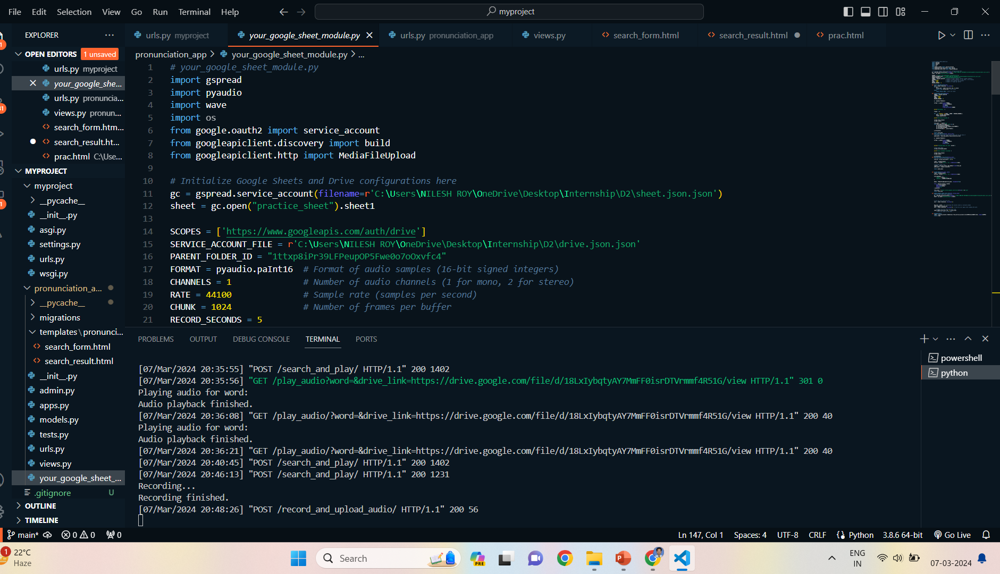 File Edit Selection View Go Run Terminal Help
myproject
EXPLORER
OPEN EDITORS 1 unsaved
urls.py myproject
your_google_she...
urls.py pronuncia...
views.py pronun...
search_form.htm...
search_result.ht...
prac.html C:\Use...
MYPROJECT
myproject
__pycache__
__init__.py
asgi.py
settings.py
urls.py
wsgi.py
pronunciation_a...
__pycache__
migrations
templates\pronunci...
search_form.html
search_result.html
__init__.py
admin.py
apps.py
models.py
tests.py
urls.py
views.py
your_google_sheet_...
.gitignore U
OUTLINE
TIMELINE
urls.py myproject
your_google_sheet_module.py
urls.py pronunciation_app
views.py
search_form.html
search_result.html
prac.html
pronunciation_app > your_google_sheet_module.py > ...
1 # your_google_sheet_module.py
2 import gspread
3 import pyaudio
4 import wave
5 import os
6 from google.oauth2 import service_account
7 from googleapiclient.discovery import build
8 from googleapiclient.http import MediaFileUpload
9
10 # Initialize Google Sheets and Drive configurations here
11 gc = gspread.service_account(filename=r'C:\Users\NILESH ROY\OneDrive\Desktop\Internship\D2\sheet.json.json')
12 sheet = gc.open("practice_sheet").sheet1
13
14 SCOPES = ['https://www.googleapis.com/auth/drive']
15 SERVICE_ACCOUNT_FILE = r'C:\Users\NILESH ROY\OneDrive\Desktop\Internship\D2\drive.json.json'
16 PARENT_FOLDER_ID = "1ttxp8iPr39LFPeupOP5Fwe0o7oOxvfc4"
17 FORMAT = pyaudio.paInt16 # Format of audio samples (16-bit signed integers)
18 CHANNELS = 1 # Number of audio channels (1 for mono, 2 for stereo)
19 RATE = 44100 # Sample rate (samples per second)
20 CHUNK = 1024 # Number of frames per buffer
21 RECORD_SECONDS = 5
PROBLEMS OUTPUT DEBUG CONSOLE TERMINAL PORTS
powershell
python
[07/Mar/2024 20:35:55] "POST /search_and_play/ HTTP/1.1" 200 1402
[07/Mar/2024 20:35:56] "GET /play_audio?word=&drive_link=https://drive.google.com/file/d/18LxIybqtyAY7MmFF0isrDTVrmmf4R51G/view HTTP/1.1" 301 0
Playing audio for word:
Audio playback finished.
[07/Mar/2024 20:36:08] "GET /play_audio/?word=&drive_link=https://drive.google.com/file/d/18LxIybqtyAY7MmFF0isrDTVrmmf4R51G/view HTTP/1.1" 200 40
Playing audio for word:
Audio playback finished.
[07/Mar/2024 20:36:21] "GET /play_audio/?word=&drive_link=https://drive.google.com/file/d/18LxIybqtyAY7MmFF0isrDTVrmmf4R51G/view HTTP/1.1" 200 40
[07/Mar/2024 20:40:45] "POST /search_and_play/ HTTP/1.1" 200 1402
[07/Mar/2024 20:46:13] "POST /search_and_play/ HTTP/1.1" 200 1231
Recording...
Recording finished.
[07/Mar/2024 20:48:26] "POST /record_and_upload_audio/ HTTP/1.1" 200 56
main* 0 0 0
Ln 147, Col 1 Spaces: 4 UTF-8 CRLF Python 3.8.6 64-bit Go Live
1
22°C
Haze
Search
PRE
ENG
IN
07-03-2024